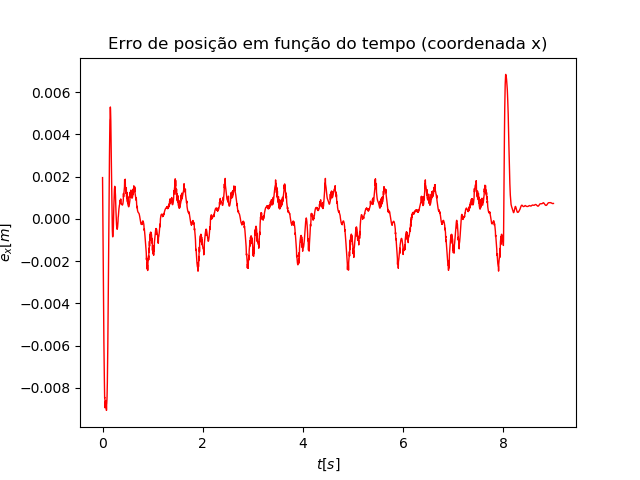 Erro de posição em função do tempo (coordenada x)
0.006
0.004
0.002
0.000
−0.002
−0.004
−0.006
−0.008
e_x[m]
0 2 4 6 8
t[s]